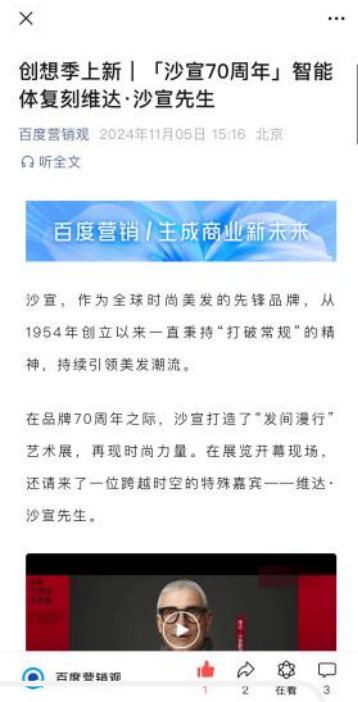 创想季上新｜「沙宣70周年」智能
体复刻维达·沙宣先生
百度营销观 2024年11月05日 15:16 北京
听全文
百度营销/生成商业新未来
沙宣，作为全球时尚美发的先锋品牌，从
1954年创立以来一直秉持“打破常规”的精
神，持续引领美发潮流。
在品牌70周年之际，沙宣打造了“发间漫行”
艺术展，再现时尚力量。在展览开幕现场，
还请来了一位跨越时空的特殊嘉宾——维达·
沙宣先生。
百度营销观
1
2
在看
3